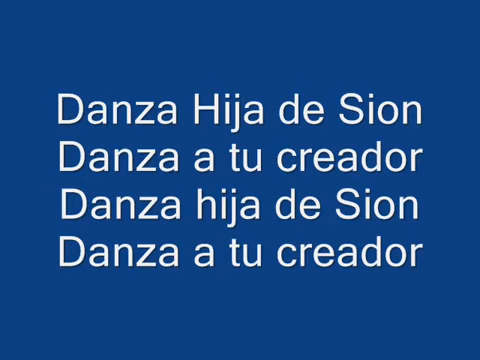 Danza Hija de Sion
Danza a tu creador
Danza hija de Sion
Danza a tu creador